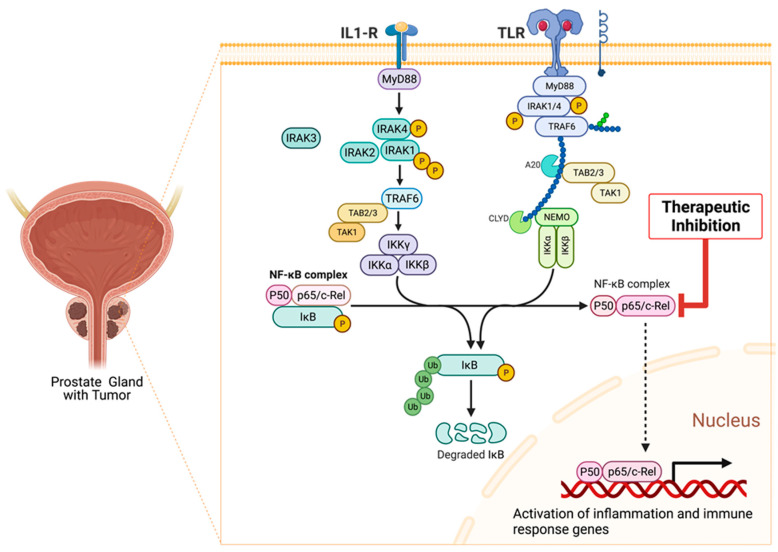 IL1-R
TLR
MyD88
IRAK3
IRAK4
P
IRAK2
IRAK1
P
P
TRAF6
TAB2/3
TAK1
IKKγ
IKKα
IKKβ
MyD88
IRAK1/4
P
P
TRAF6
A20
TAB2/3
TAK1
CLYD
NEMO
IKKα
IKKβ
Therapeutic
Inhibition
NF-κB complex
P50
p65/c-Rel
IκB
P
NF-κB complex
P50
p65/c-Rel
Ub
IκB
P
Ub
Ub
Ub
Degraded IκB
Prostate Gland
with Tumor
Nucleus
P50
p65/c-Rel
Activation of inflammation and immune
response genes